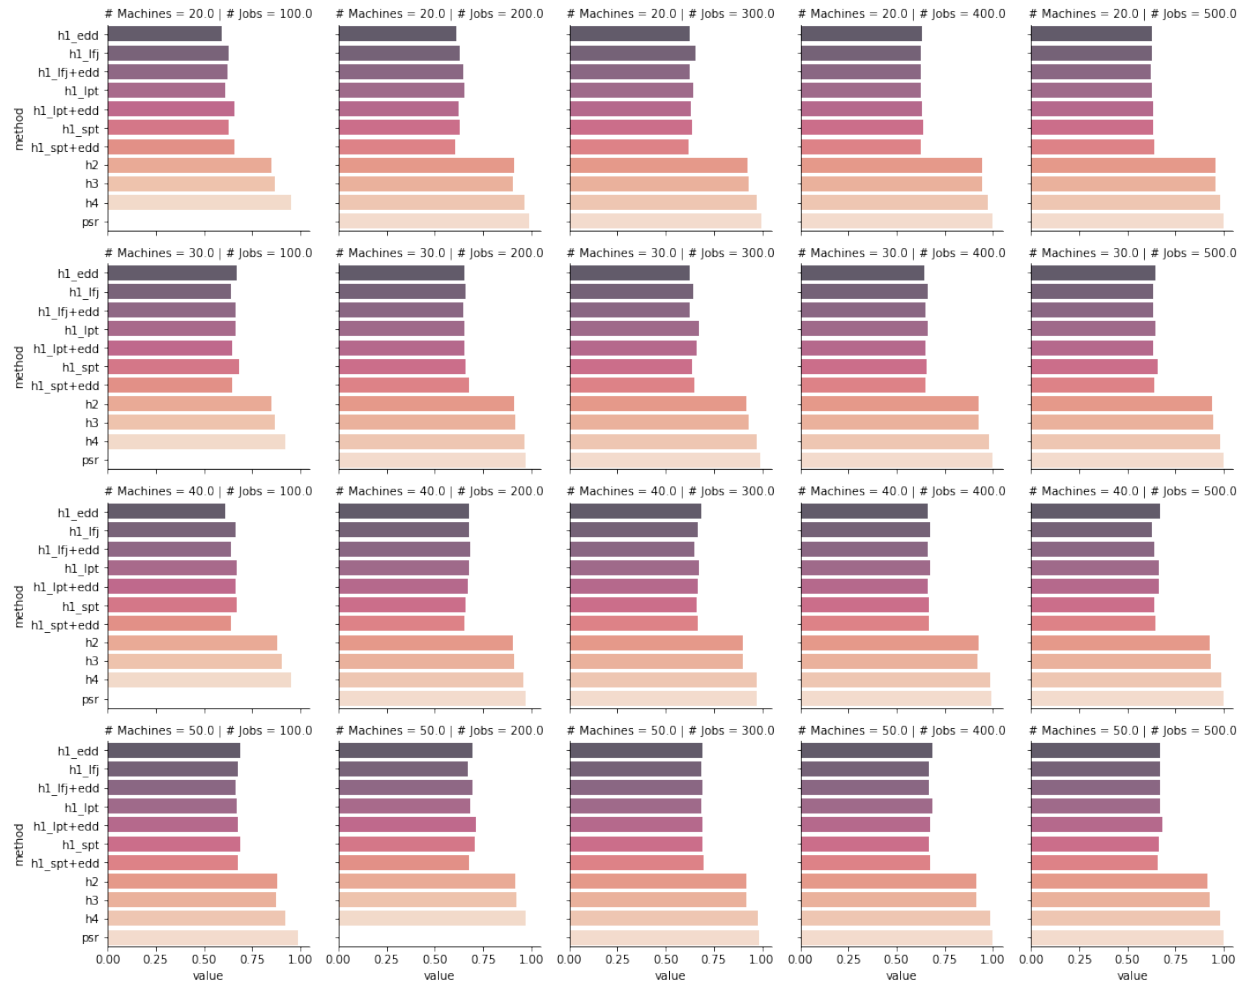 # Machines = 20.0 | # Jobs = 100.0
# Machines = 20.0 | # Jobs = 200.0
# Machines = 20.0 | # Jobs = 300.0
# Machines = 20.0 | # Jobs = 400.0
# Machines = 20.0 | # Jobs = 500.0
method
h1_edd
h1_lfj
h1_lfj+edd
h1_lpt
h1_lpt+edd
h1_spt
h1_spt+edd
h2
h3
h4
psr
# Machines = 30.0 | # Jobs = 100.0
# Machines = 30.0 | # Jobs = 200.0
# Machines = 30.0 | # Jobs = 300.0
# Machines = 30.0 | # Jobs = 400.0
# Machines = 30.0 | # Jobs = 500.0
method
h1_edd
h1_lfj
h1_lfj+edd
h1_lpt
h1_lpt+edd
h1_spt
h1_spt+edd
h2
h3
h4
psr
# Machines = 40.0 | # Jobs = 100.0
# Machines = 40.0 | # Jobs = 200.0
# Machines = 40.0 | # Jobs = 300.0
# Machines = 40.0 | # Jobs = 400.0
# Machines = 40.0 | # Jobs = 500.0
method
h1_edd
h1_lfj
h1_lfj+edd
h1_lpt
h1_lpt+edd
h1_spt
h1_spt+edd
h2
h3
h4
psr
# Machines = 50.0 | # Jobs = 100.0
# Machines = 50.0 | # Jobs = 200.0
# Machines = 50.0 | # Jobs = 300.0
# Machines = 50.0 | # Jobs = 400.0
# Machines = 50.0 | # Jobs = 500.0
method
h1_edd
h1_lfj
h1_lfj+edd
h1_lpt
h1_lpt+edd
h1_spt
h1_spt+edd
h2
h3
h4
psr
0.00 0.25 0.50 0.75 1.00
value
0.00 0.25 0.50 0.75 1.00
value
0.00 0.25 0.50 0.75 1.00
value
0.00 0.25 0.50 0.75 1.00
value
0.00 0.25 0.50 0.75 1.00
value